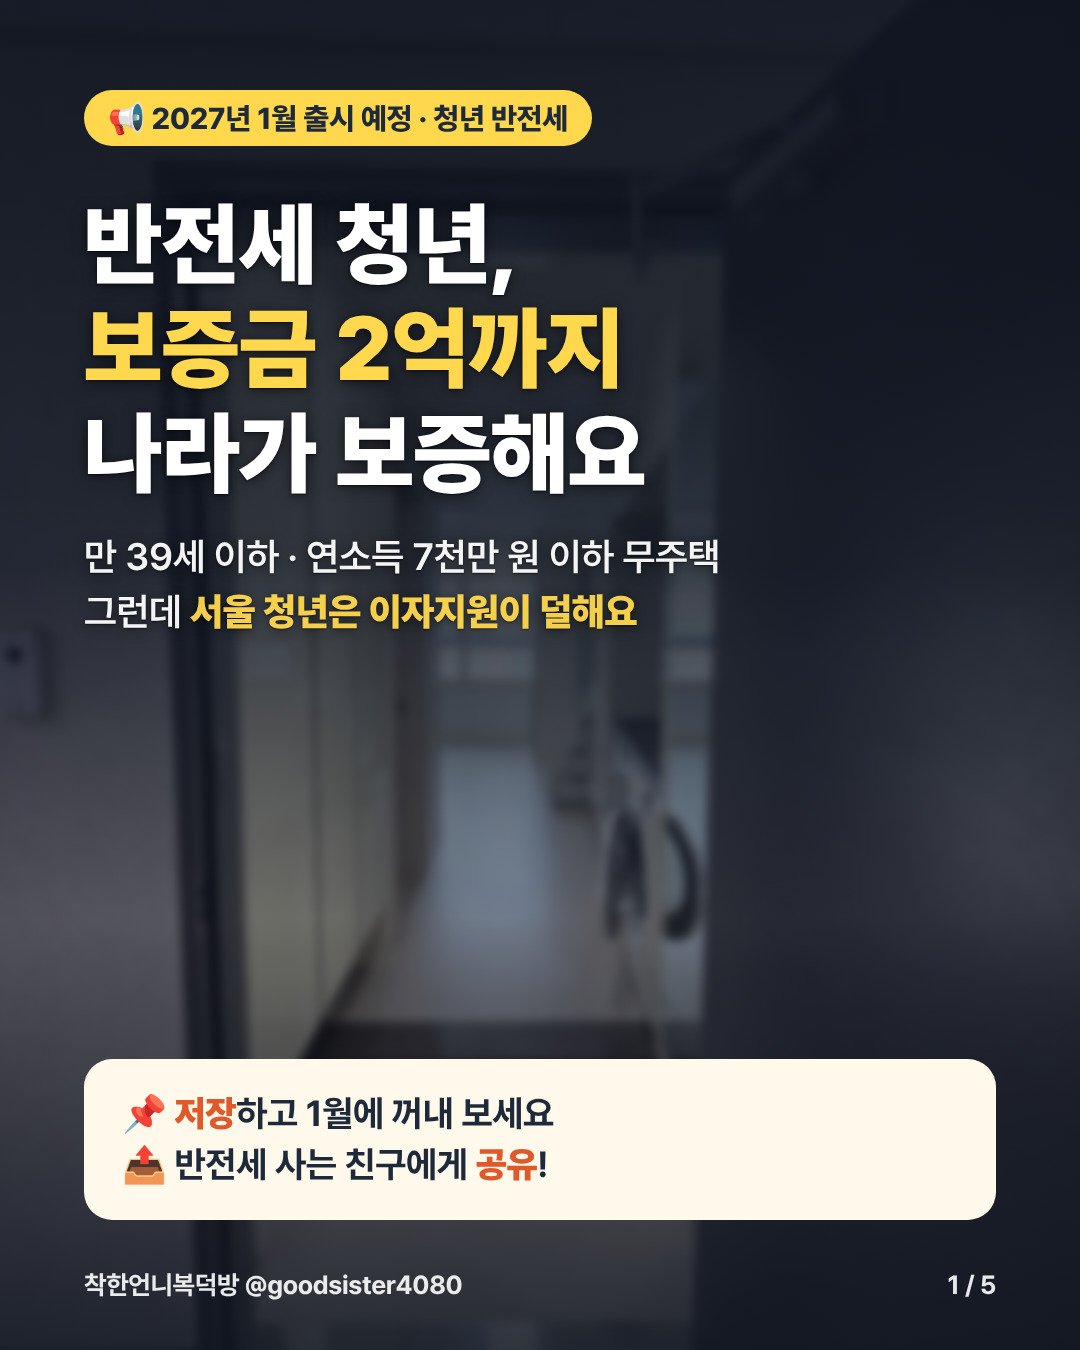 📢 2027년 1월 출시 예정 · 청년 반전세
반전세 청년,
보증금 2억까지
나라가 보증해요
만 39세 이하 · 연소득 7천만 원 이하 무주택
그런데 서울 청년은 이자지원이 덜해요
📌 저장하고 1월에 꺼내 보세요
📤 반전세 사는 친구에게 공유!
착한언니복덕방 @goodsister4080
1 / 5